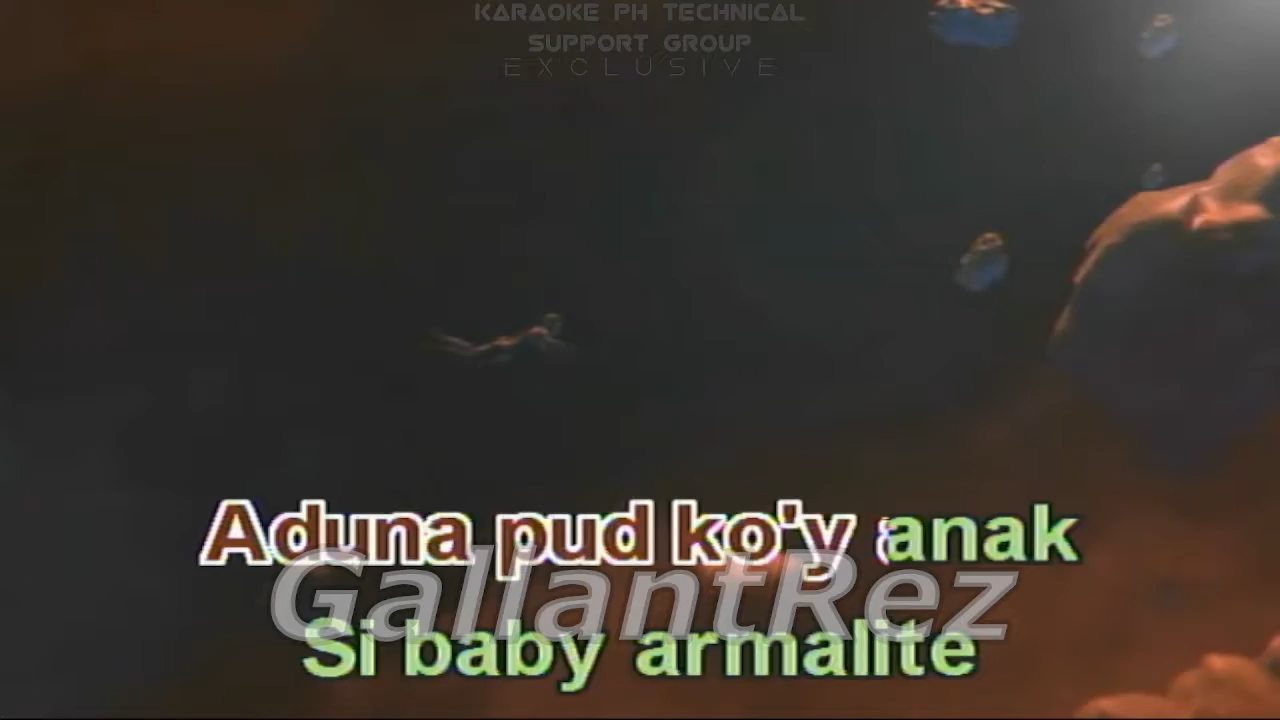 KARAOKE PH TECHNICAL
SUPPORT GROUP
EXCLUSIVE
Aduna pud ko'y anak
GallantRez
Si baby armalite